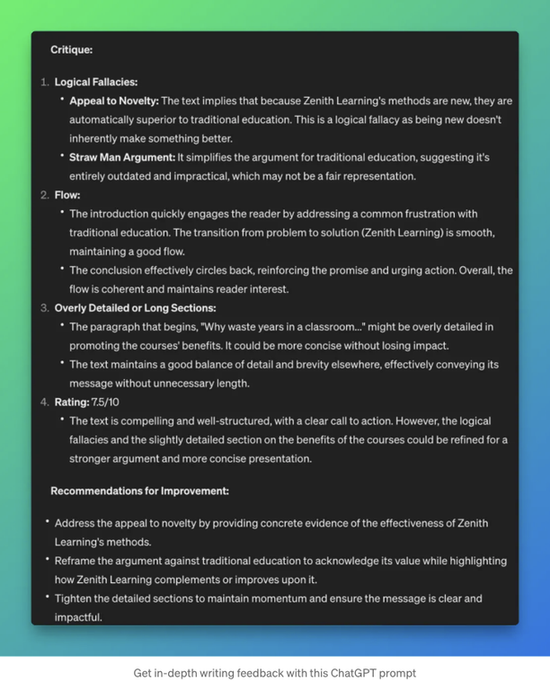 Critique:
1. Logical Fallacies:
• Appeal to Novelty: The text implies that because Zenith Learning's methods are new, they are
automatically superior to traditional education. This is a logical fallacy as being new doesn't
inherently make something better.
• Straw Man Argument: It simplifies the argument for traditional education, suggesting it's
entirely outdated and impractical, which may not be a fair representation.
2. Flow:
• The introduction quickly engages the reader by addressing a common frustration with
traditional education. The transition from problem to solution (Zenith Learning) is smooth,
maintaining a good flow.
• The conclusion effectively circles back, reinforcing the promise and urging action. Overall, the
flow is coherent and maintains reader interest.
3. Overly Detailed or Long Sections:
• The paragraph that begins, "Why waste years in a classroom..." might be overly detailed in
promoting the courses' benefits. It could be more concise without losing impact.
• The text maintains a good balance of detail and brevity elsewhere, effectively conveying its
message without unnecessary length.
4. Rating: 7.5/10
• The text is compelling and well-structured, with a clear call to action. However, the logical
fallacies and the slightly detailed section on the benefits of the courses could be refined for a
stronger argument and more concise presentation.
Recommendations for Improvement:
• Address the appeal to novelty by providing concrete evidence of the effectiveness of Zenith
Learning's methods.
• Reframe the argument against traditional education to acknowledge its value while highlighting
how Zenith Learning complements or improves upon it.
• Tighten the detailed sections to maintain momentum and ensure the message is clear and
impactful.
Get in-depth writing feedback with this ChatGPT prompt